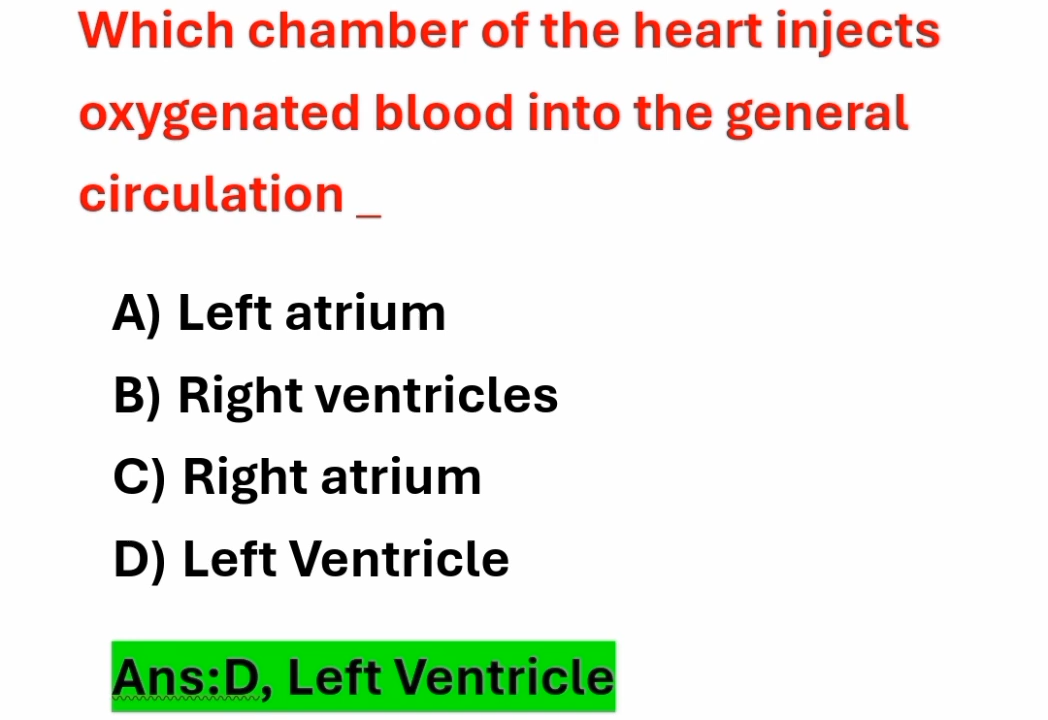 Which chamber of the heart injects
oxygenated blood into the general
circulation _
A) Left atrium
B) Right ventricles
C) Right atrium
D) Left Ventricle
Ans:D, Left Ventricle